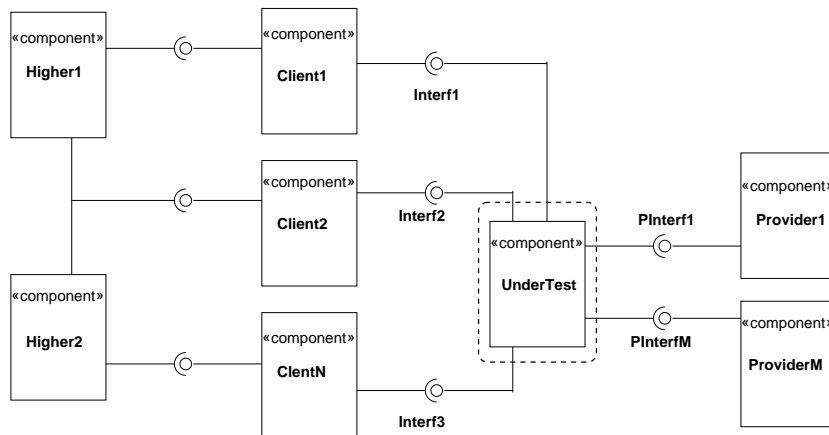 «component»
Higher1
«component»
Client1
Interf1
«component»
Client2
Interf2
«component»
UnderTest
PInterf1
«component»
Provider1
«component»
Higher2
«component»
ClentN
Interf3
PInterfM
«component»
ProviderM